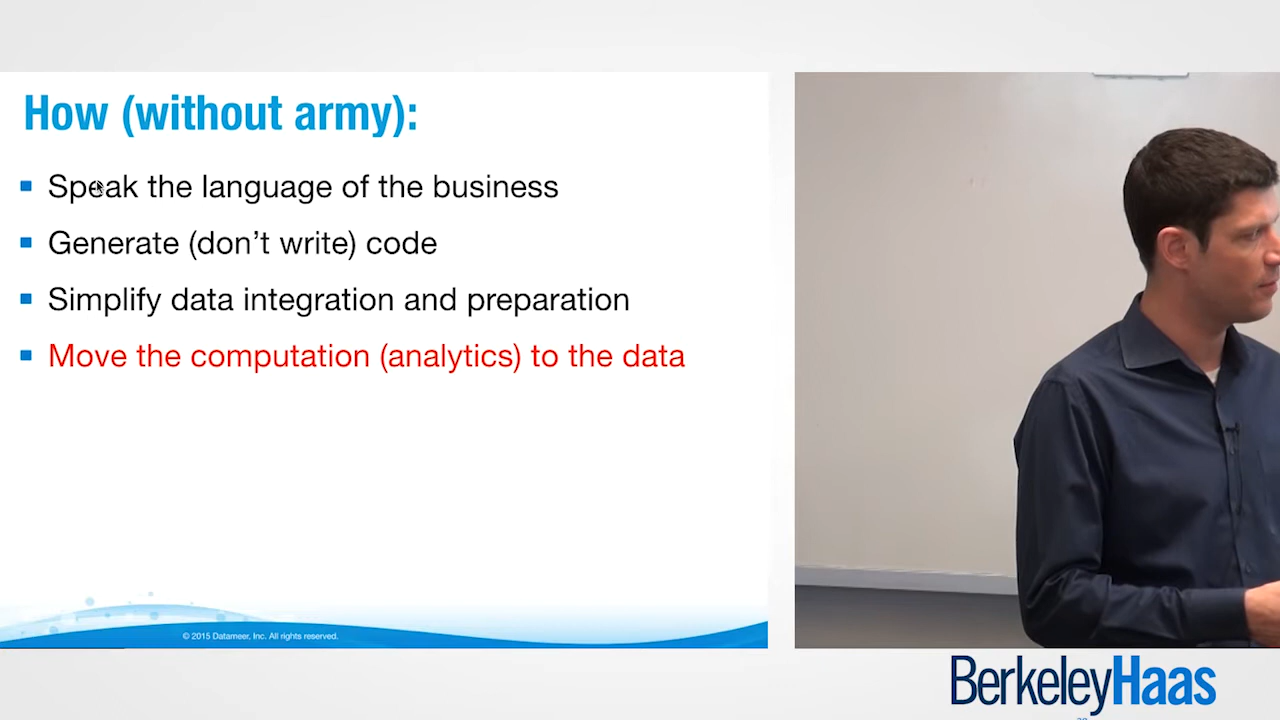 How (without army):
Speak the language of the business
Generate (don’t write) code
Simplify data integration and preparation
Move the computation (analytics) to the data
© 2015 Datameer, Inc. All rights reserved.
BerkeleyHaas